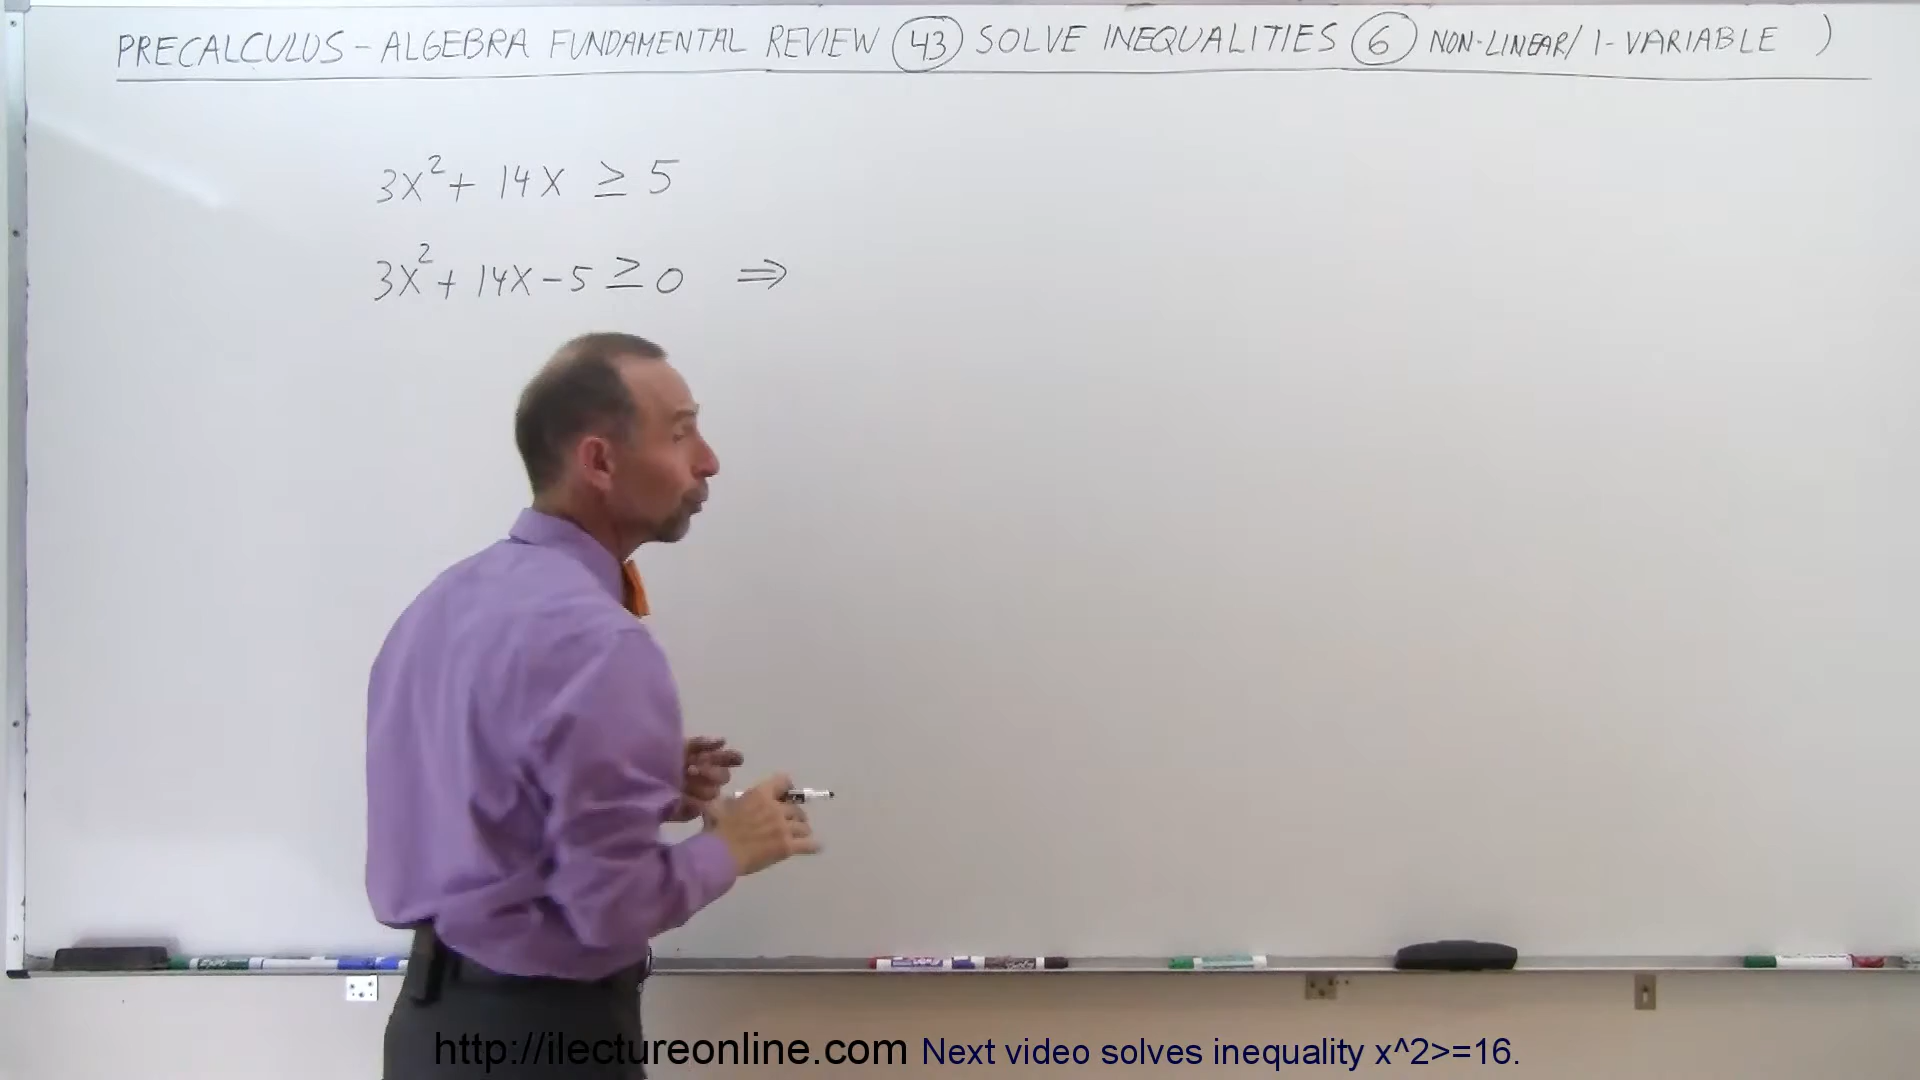 PRECALCULUS - ALGEBRA FUNDAMENTAL REVIEW (43) SOLVE INEQUALITIES (6) NON-LINEAR/ 1-VARIABLE )
3X² + 14X ≥ 5
3X² + 14X - 5 ≥ 0 ⇒
http://ilectureonline.com Next video solves inequality x^2>=16.